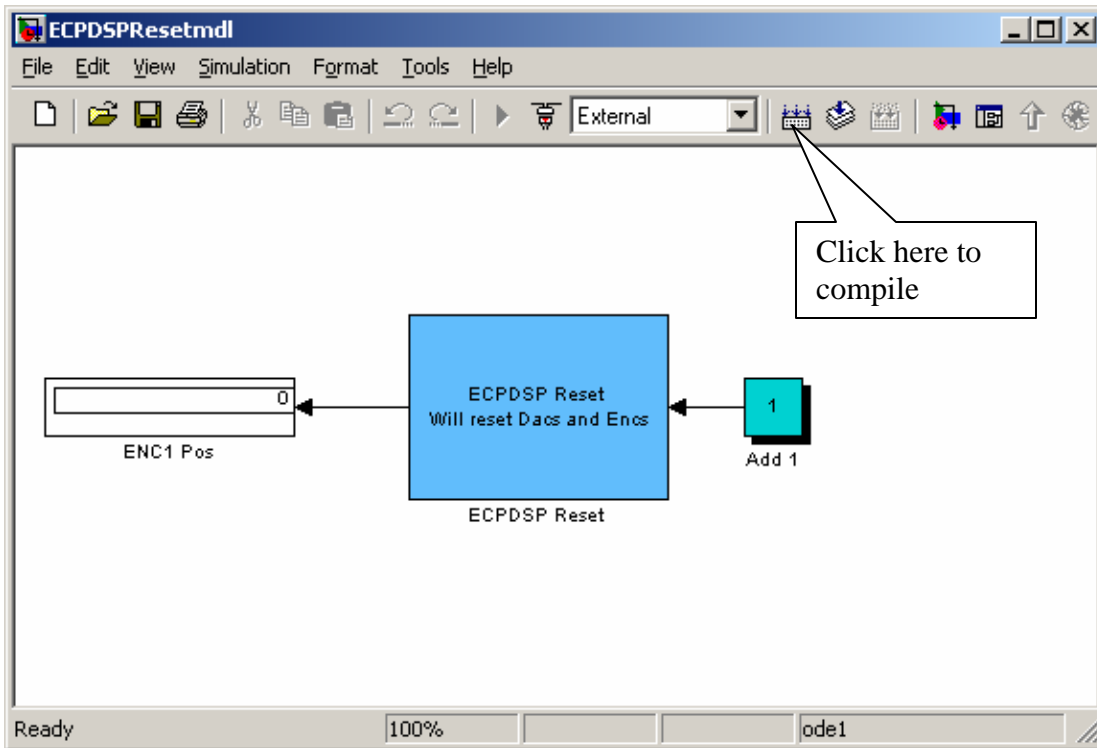 ECPDSPResetmdl
File Edit View Simulation Format Tools Help
External
Click here to
compile
0
ENC1 Pos
ECPDSP Reset
Will reset Dacs and Encs
ECPDSP Reset
1
Add 1
Ready 100% ode1